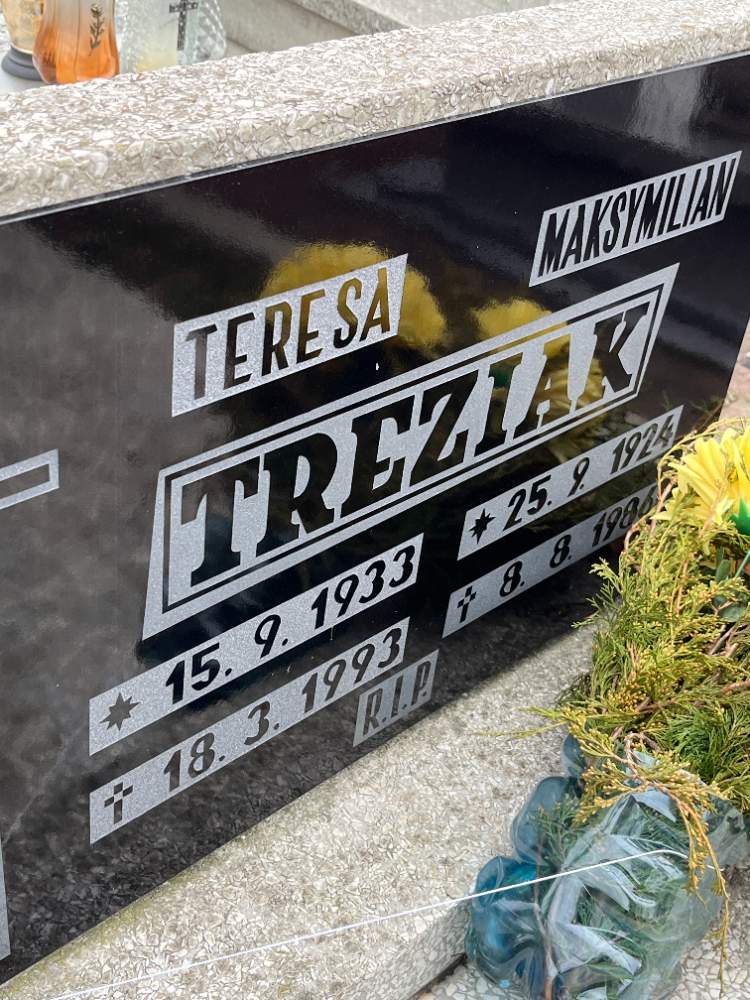 TERESA MAKSYMILIAN
TREZIAK
* 15. 9. 1933 * 25. 9. 1924
† 18. 3. 1993 † 8. 8. 1986
R.I.P.